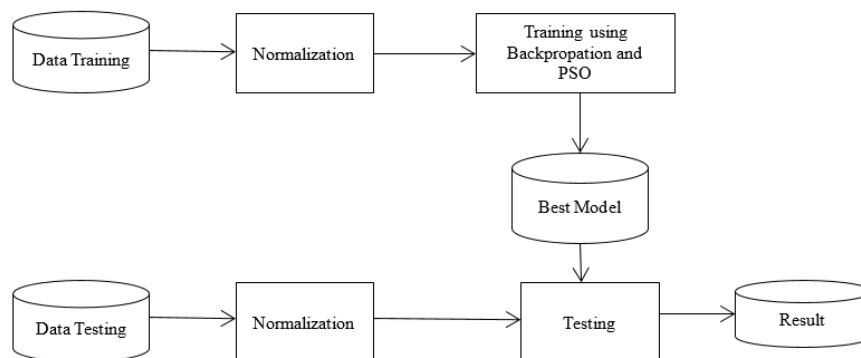 Data Training
Normalization
Training using
Backpropation and
PSO
Best Model
Data Testing
Normalization
Testing
Result